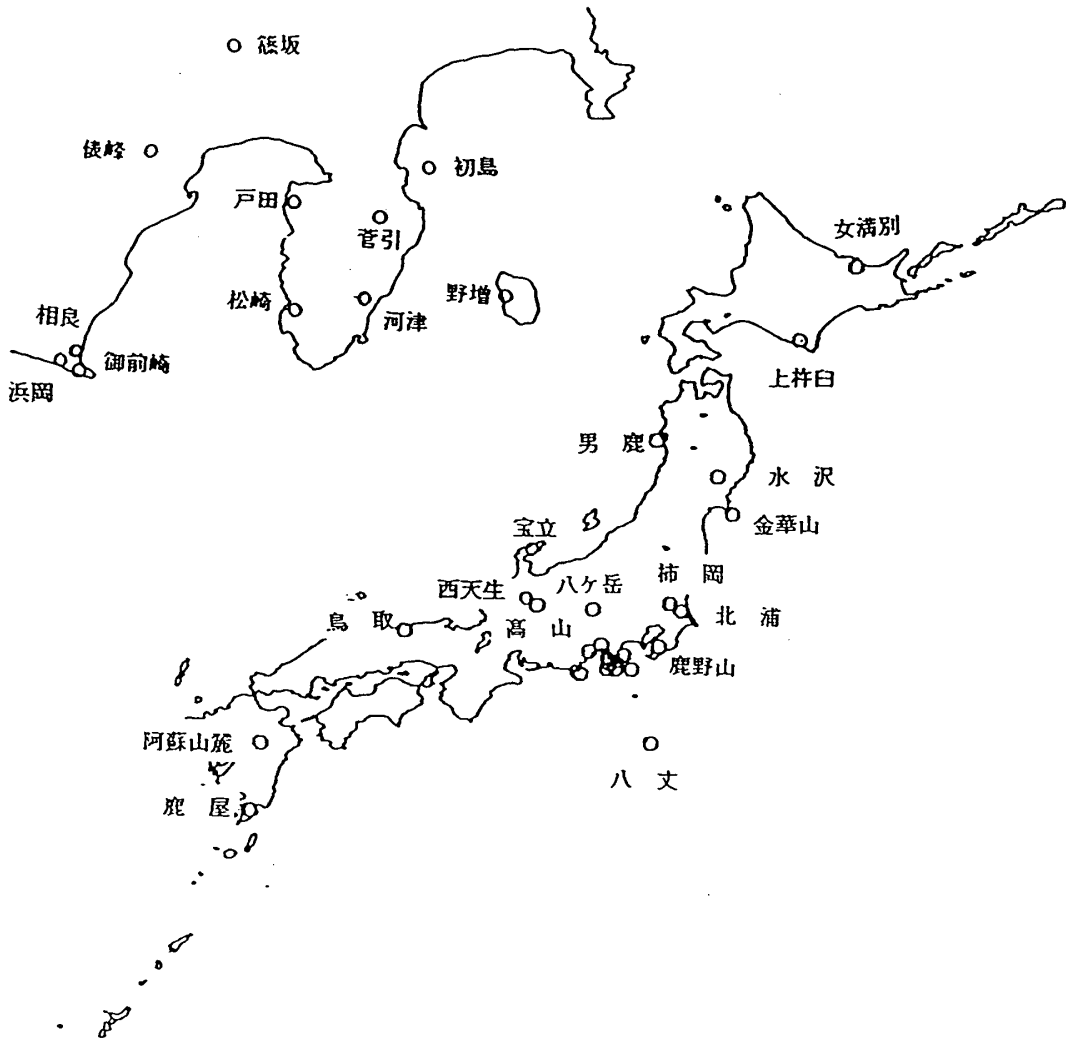 篠坂
俵峰
初島
戸田
菅引
女満別
松崎
野増
相良
河津
御前崎
浜岡
上杵臼
男鹿
水沢
金華山
宝立
柿岡
西天生
八ケ岳
北浦
鳥取
高山
鹿野山
阿蘇山麓
八丈
鹿屋